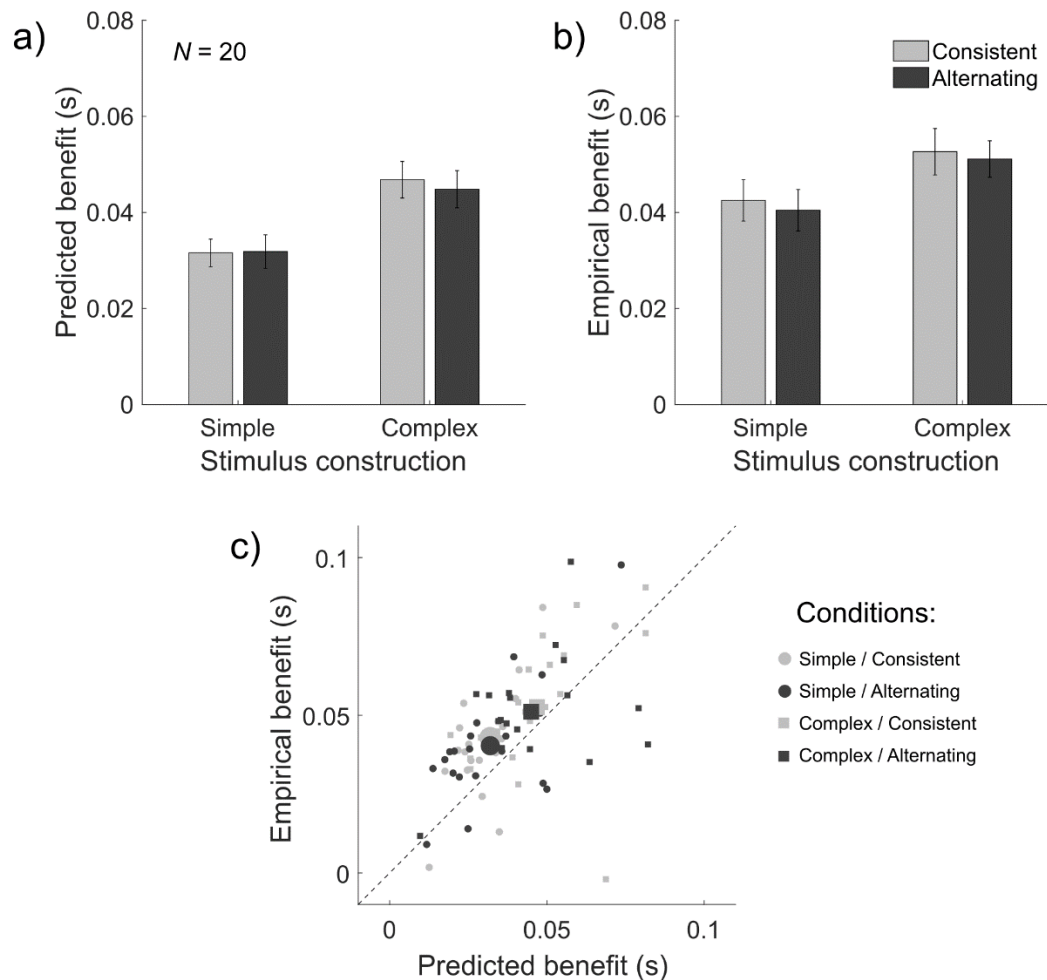 a)
N = 20
0.08
0.06
0.04
0.02
0
Predicted benefit (s)
Simple
Complex
Stimulus construction
b)
Consistent
Alternating
0.08
0.06
0.04
0.02
0
Empirical benefit (s)
Simple
Complex
Stimulus construction
c)
0.1
0.05
0
Empirical benefit (s)
0
0.05
0.1
Predicted benefit (s)
Conditions:
Simple / Consistent
Simple / Alternating
Complex / Consistent
Complex / Alternating